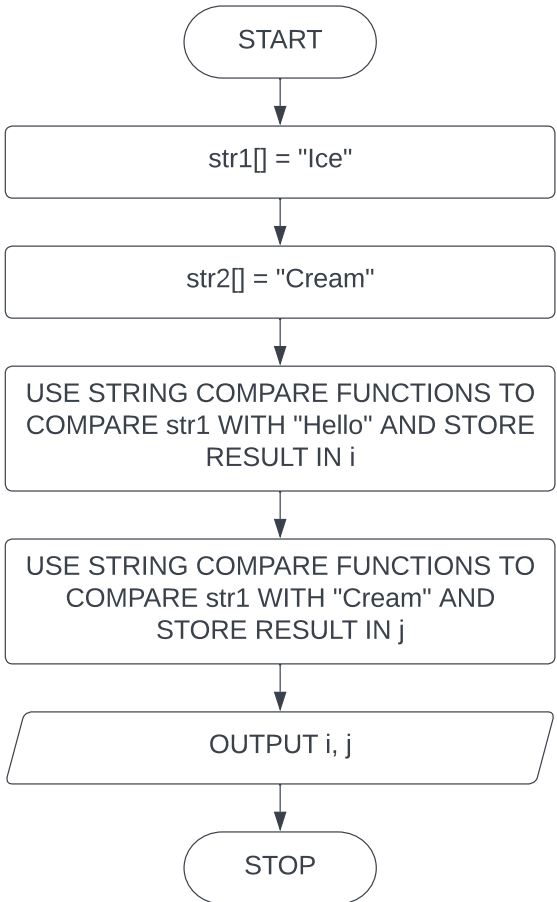 START
str1[] = "Ice"
str2[] = "Cream"
USE STRING COMPARE FUNCTIONS TO
COMPARE str1 WITH "Hello" AND STORE
RESULT IN i
USE STRING COMPARE FUNCTIONS TO
COMPARE str1 WITH "Cream" AND
STORE RESULT IN j
OUTPUT i, j
STOP